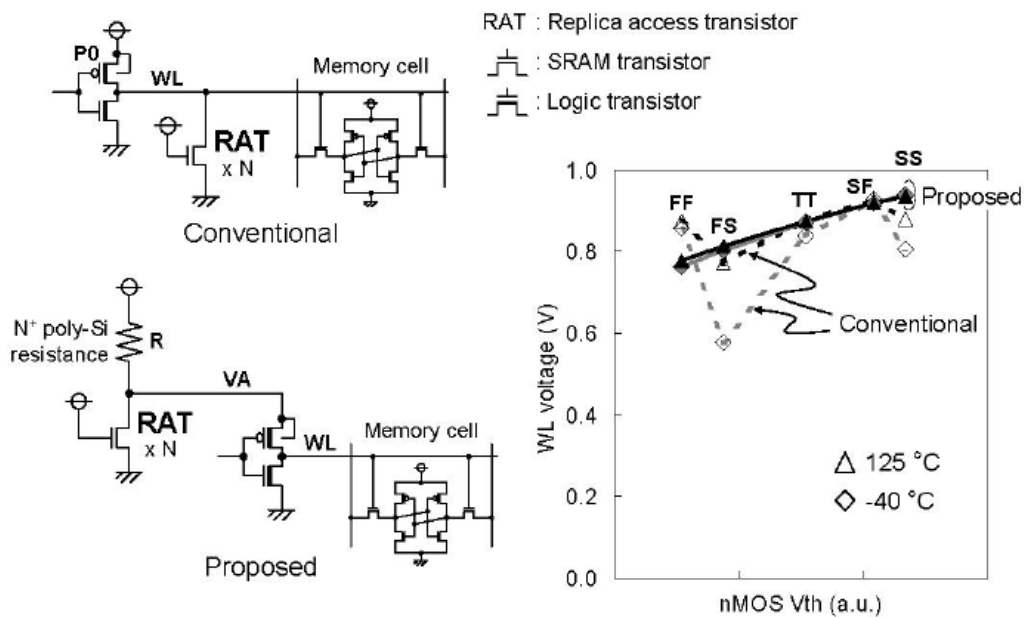 RAT : Replica access transistor
: SRAM transistor
: Logic transistor
P0
WL
Memory cell
RAT
x N
Conventional
N+ poly-Si
resistance
R
VA
RAT
x N
WL
Memory cell
Proposed
WL voltage (V)
1.0
0.8
0.6
0.4
0.2
0.0
FF
FS
TT
SF
SS
Proposed
Conventional
125 °C
-40 °C
nMOS Vth (a.u.)